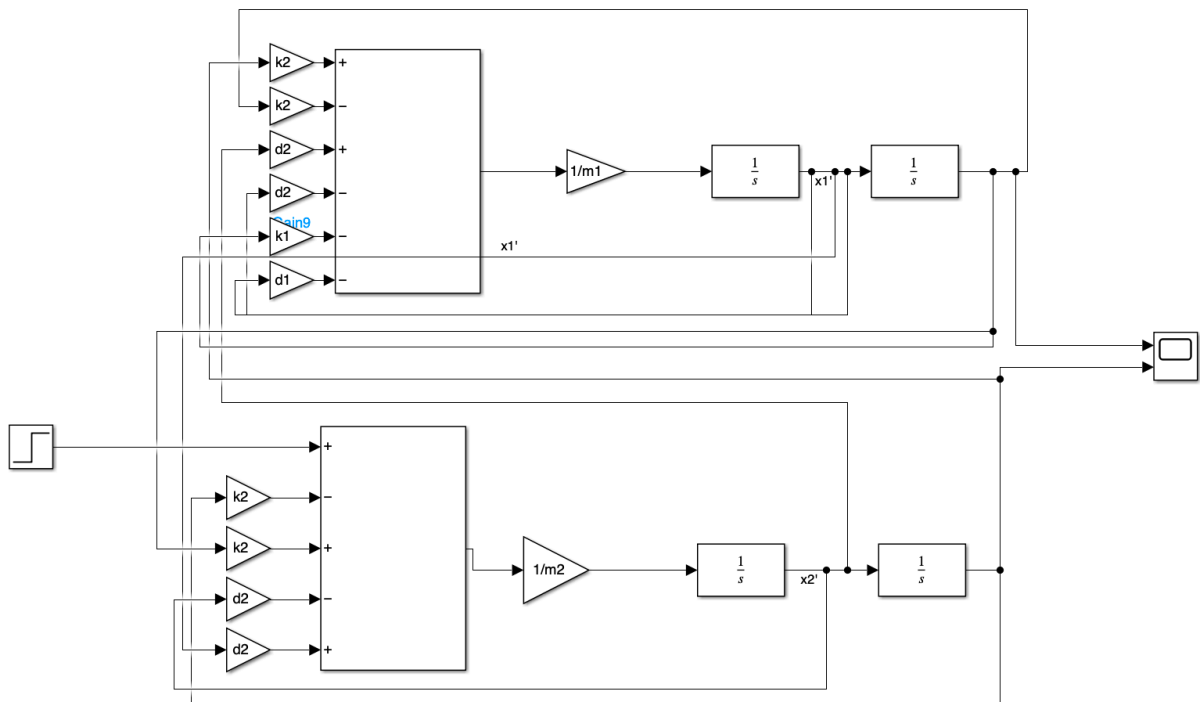 k2
+
k2
−
d2
+
1/m1
1
s
x1'
1
s
d2
−
Gain9
k1
−
x1'
d1
−
+
k2
−
k2
+
1/m2
1
s
x2'
1
s
d2
−
d2
+